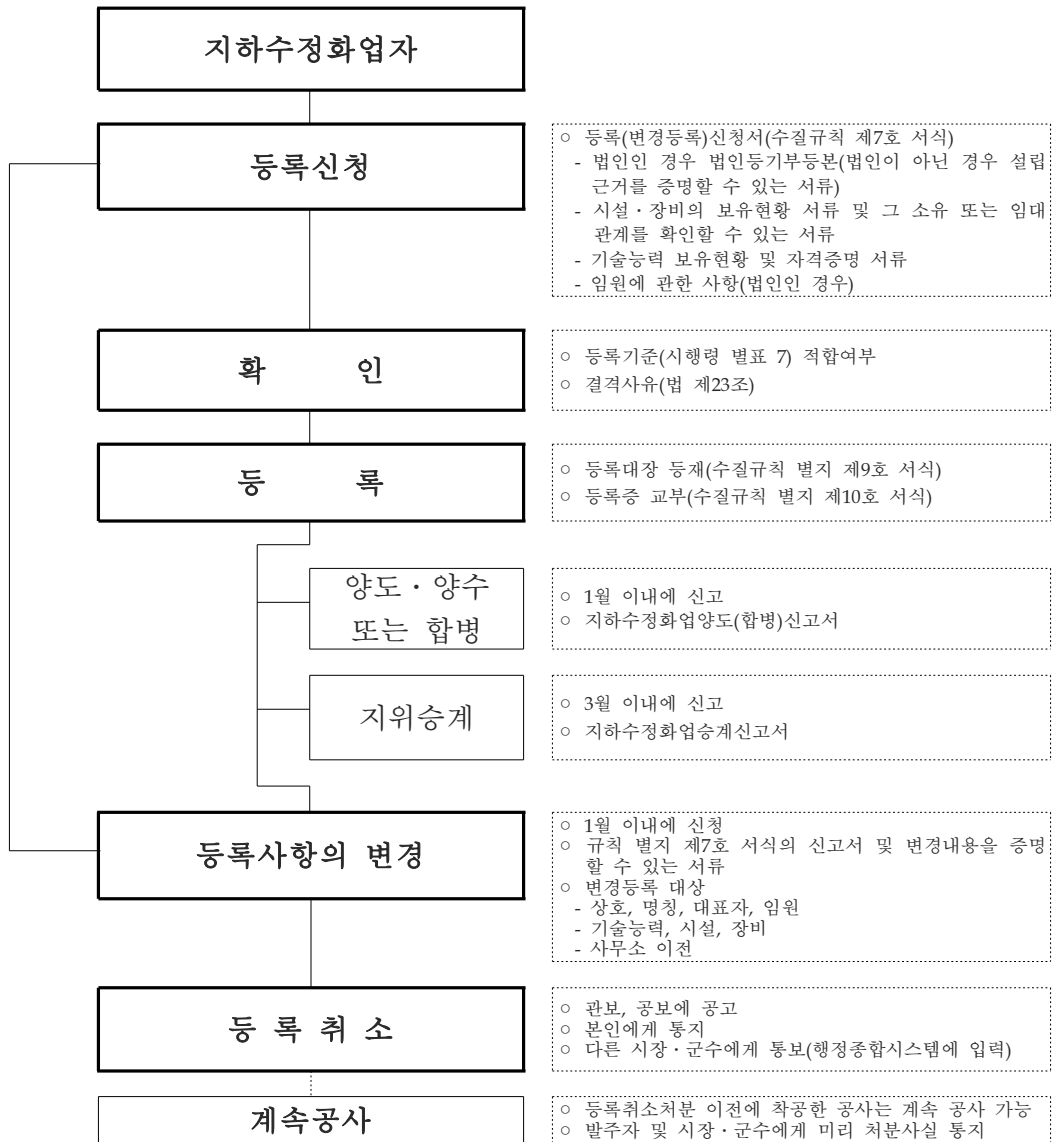 지하수정화업자
등록신청
○ 등록(변경등록)신청서(수질규칙 제7호 서식)
- 법인인 경우 법인등기부등본(법인이 아닌 경우 설립
근거를 증명할 수 있는 서류)
- 시설·장비의 보유현황 서류 및 그 소유 또는 임대
관계를 확인할 수 있는 서류
- 기술능력 보유현황 및 자격증명 서류
- 임원에 관한 사항(법인인 경우)
확 인
○ 등록기준(시행령 별표 7) 적합여부
○ 결격사유(법 제23조)
등 록
○ 등록대장 등재(수질규칙 별지 제9호 서식)
○ 등록증 교부(수질규칙 별지 제10호 서식)
양도·양수
또는 합병
○ 1월 이내에 신고
○ 지하수정화업양도(합병)신고서
지위승계
○ 3월 이내에 신고
○ 지하수정화업승계신고서
등록사항의 변경
○ 1월 이내에 신청
○ 규칙 별지 제7호 서식의 신고서 및 변경내용을 증명
할 수 있는 서류
○ 변경등록 대상
- 상호, 명칭, 대표자, 임원
- 기술능력, 시설, 장비
- 사무소 이전
등 록 취 소
○ 관보, 공보에 공고
○ 본인에게 통지
○ 다른 시장·군수에게 통보(행정종합시스템에 입력)
계속공사
○ 등록취소처분 이전에 착공한 공사는 계속 공사 가능
○ 발주자 및 시장·군수에게 미리 처분사실 통지